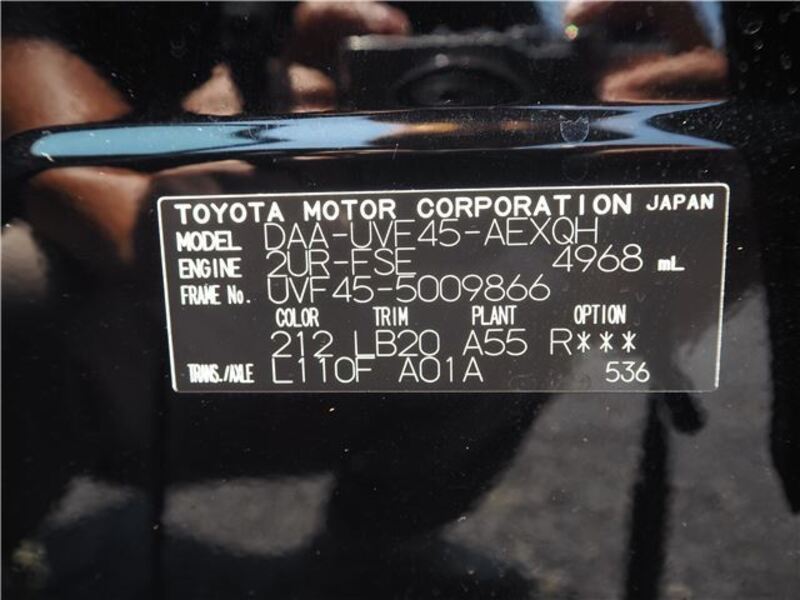 TOYOTA MOTOR CORPORATION JAPAN
MODEL DAA-UVF45-AEXQH
ENGINE 2UR-FSE 4968 mL
FRAME No. UVF45-5009866
COLOR TRIM PLANT OPTION
212 LB20 A55 R***
TRANS./AXLE L110F A01A 536